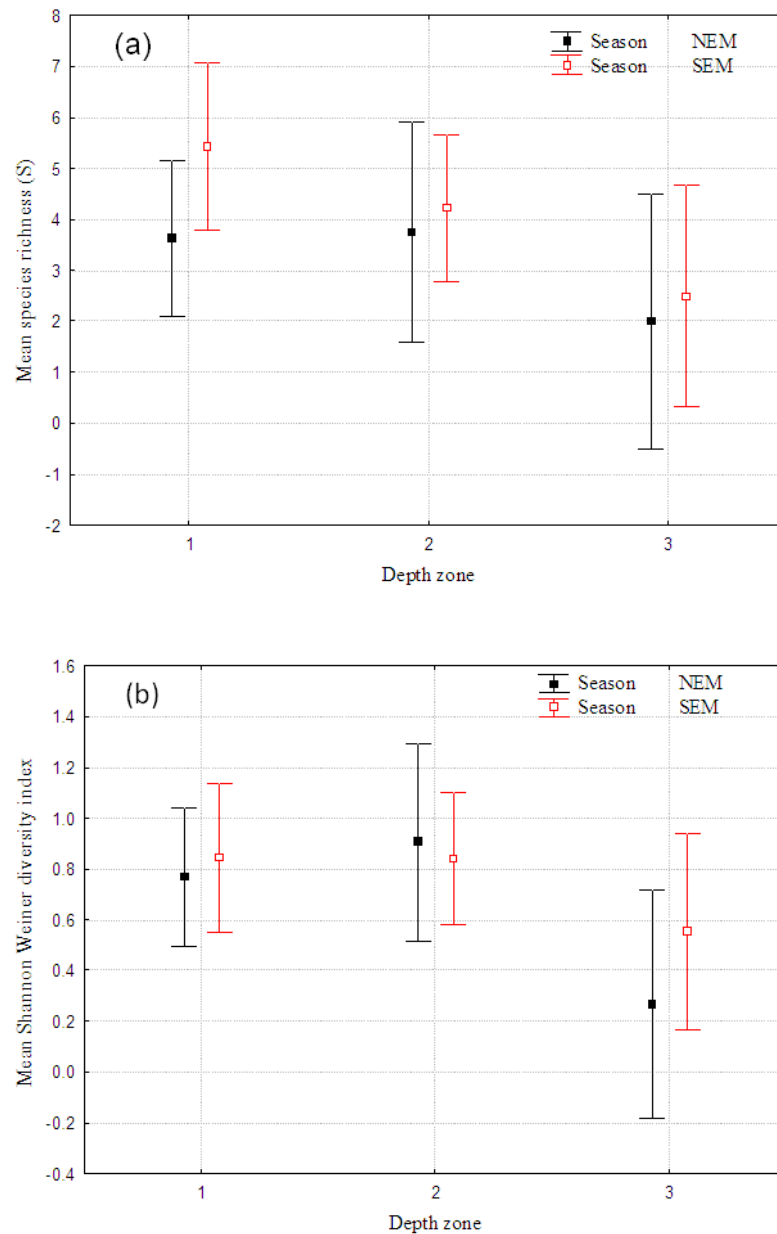 (a)
Season NEM
Season SEM
Mean species richness (S)
8
7
6
5
4
3
2
1
0
-1
-2
1 2 3
Depth zone
(b)
Season NEM
Season SEM
Mean Shannon Weiner diversity index
1.6
1.4
1.2
1.0
0.8
0.6
0.4
0.2
0.0
-0.2
-0.4
1 2 3
Depth zone